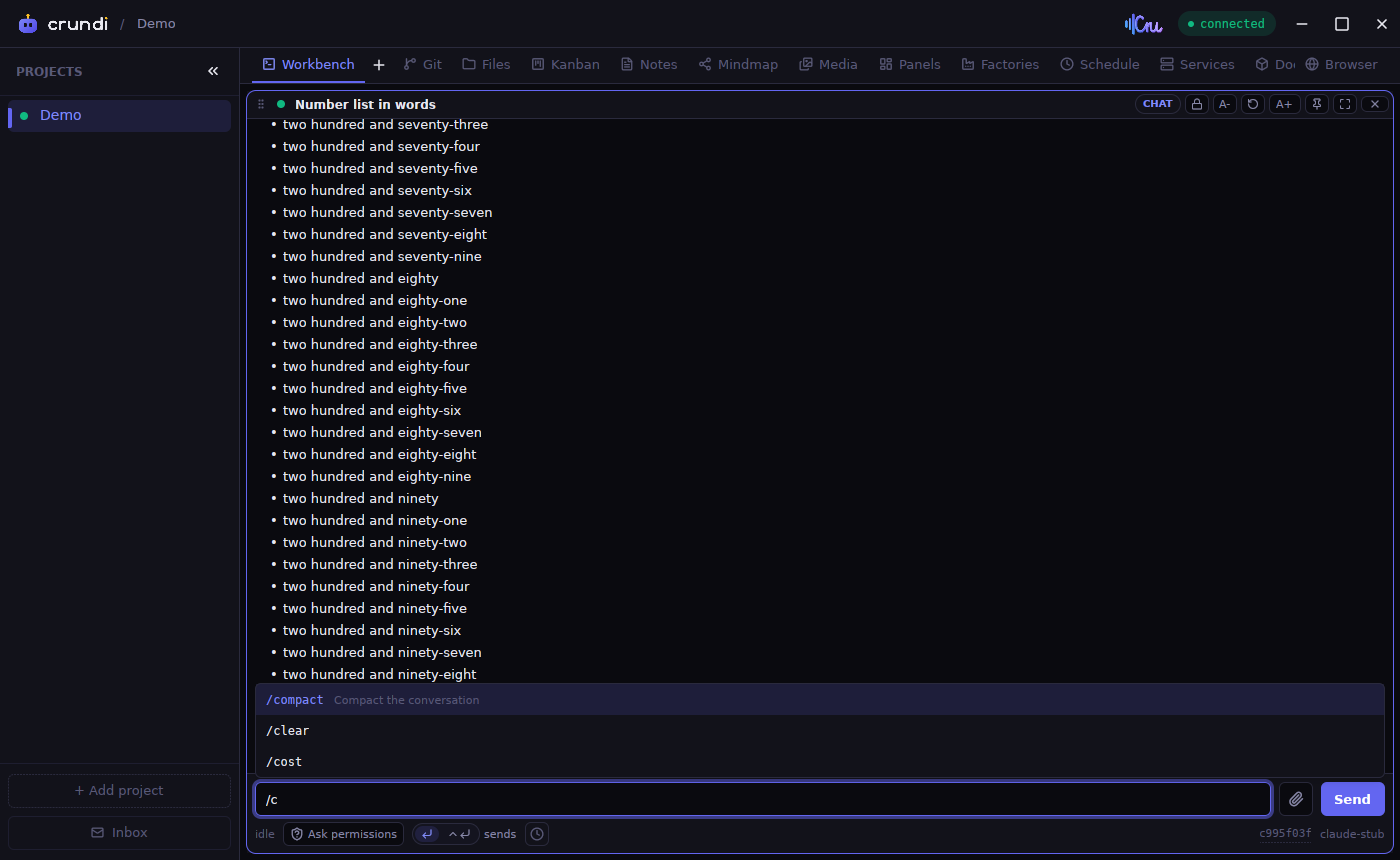 crundi / Demo
Cru
connected
PROJECTS
Workbench
Git
Files
Kanban
Notes
Mindmap
Media
Panels
Factories
Schedule
Services
Do
Browser
Demo
Number list in words
CHAT
A-
A+
• two hundred and seventy-three
• two hundred and seventy-four
• two hundred and seventy-five
• two hundred and seventy-six
• two hundred and seventy-seven
• two hundred and seventy-eight
• two hundred and seventy-nine
• two hundred and eighty
• two hundred and eighty-one
• two hundred and eighty-two
• two hundred and eighty-three
• two hundred and eighty-four
• two hundred and eighty-five
• two hundred and eighty-six
• two hundred and eighty-seven
• two hundred and eighty-eight
• two hundred and eighty-nine
• two hundred and ninety
• two hundred and ninety-one
• two hundred and ninety-two
• two hundred and ninety-three
• two hundred and ninety-four
• two hundred and ninety-five
• two hundred and ninety-six
• two hundred and ninety-seven
• two hundred and ninety-eight
/compact Compact the conversation
/clear
/cost
/c
Send
+ Add project
Inbox
idle
Ask permissions
sends
c995f03f claude-stub